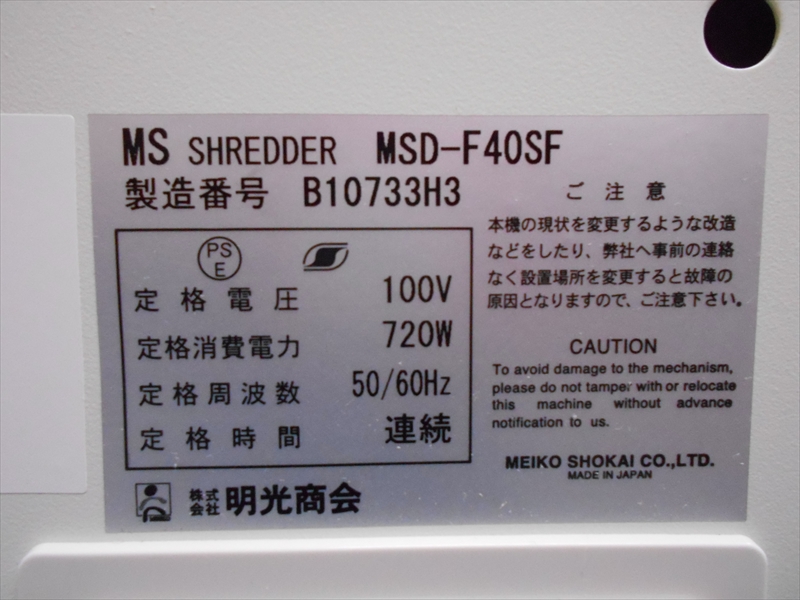 MS SHREDDER MSD-F40SF
製造番号 B10733H3
PS
E
定格電圧 100V
定格消費電力 720W
定格周波数 50/60Hz
定格時間 連続
株式会社 明光商会
ご注意
本機の現状を変更するような改造
などをしたり、弊社へ事前の連絡
なく設置場所を変更すると故障の
原因となりますので、ご注意下さい。
CAUTION
To avoid damage to the mechanism,
please do not tamper with or relocate
this machine without advance
notification to us.
MEIKO SHOKAI CO.,LTD.
MADE IN JAPAN